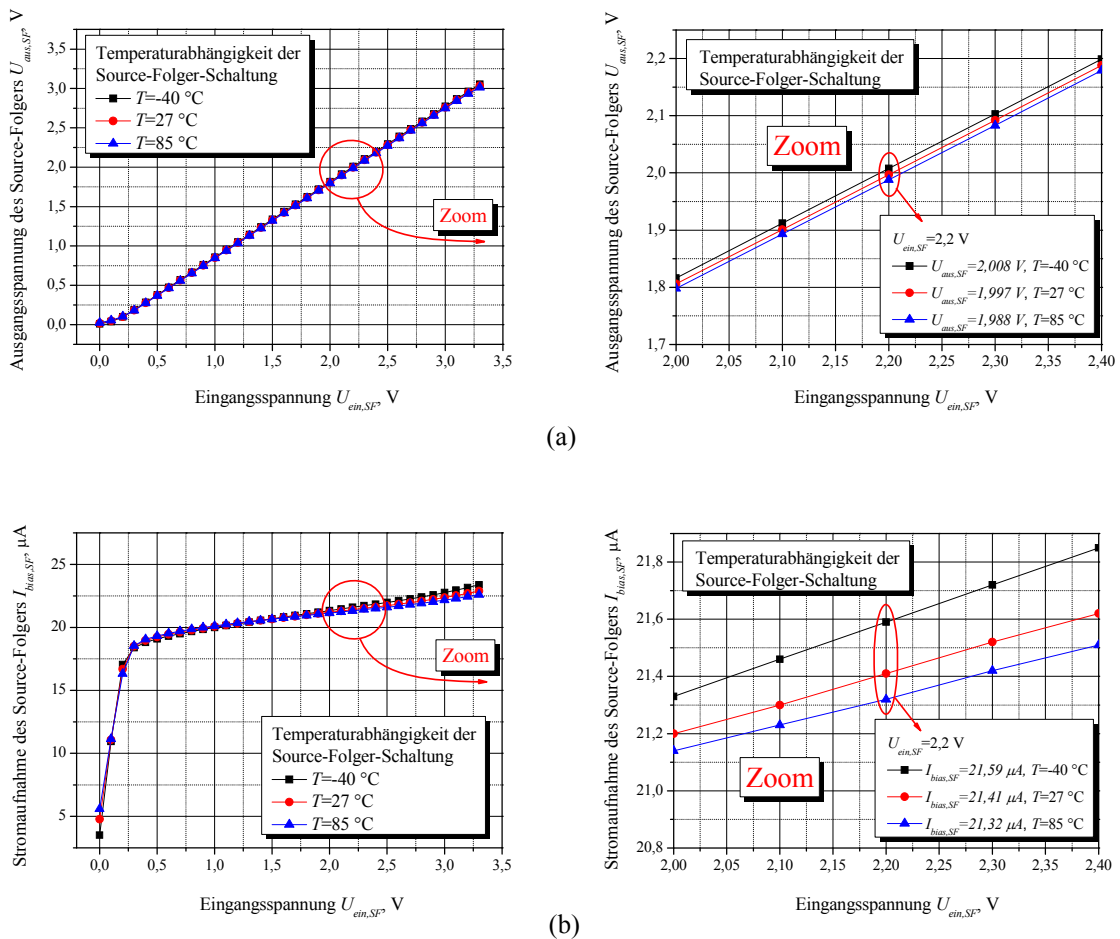 Ausgangsspannung des Source-Folgers U_aus,SF, V
3,5
3,0
2,5
2,0
1,5
1,0
0,5
0,0
Temperaturabhängigkeit der
Source-Folger-Schaltung
T=-40 °C
T=27 °C
T=85 °C
Zoom
0,0 0,5 1,0 1,5 2,0 2,5 3,0 3,5
Eingangsspannung U_ein,SF, V
Ausgangsspannung des Source-Folgers U_aus,SF, V
2,2
2,1
2,0
1,9
1,8
1,7
Temperaturabhängigkeit der
Source-Folger-Schaltung
Zoom
U_ein,SF=2,2 V
U_aus,SF=2,008 V, T=-40 °C
U_aus,SF=1,997 V, T=27 °C
U_aus,SF=1,988 V, T=85 °C
2,00 2,05 2,10 2,15 2,20 2,25 2,30 2,35 2,40
Eingangsspannung U_ein,SF, V
(a)
Stromaufnahme des Source-Folgers I_bias,SF, µA
25
20
15
10
5
Zoom
Temperaturabhängigkeit der
Source-Folger-Schaltung
T=-40 °C
T=27 °C
T=85 °C
0,0 0,5 1,0 1,5 2,0 2,5 3,0 3,5
Eingangsspannung U_ein,SF, V
Stromaufnahme des Source-Folgers I_bias,SF, µA
21,8
21,6
21,4
21,2
21,0
20,8
Temperaturabhängigkeit der
Source-Folger-Schaltung
Zoom
U_ein,SF=2,2 V
I_bias,SF=21,59 µA, T=-40 °C
I_bias,SF=21,41 µA, T=27 °C
I_bias,SF=21,32 µA, T=85 °C
2,00 2,05 2,10 2,15 2,20 2,25 2,30 2,35 2,40
Eingangsspannung U_ein,SF, V
(b)